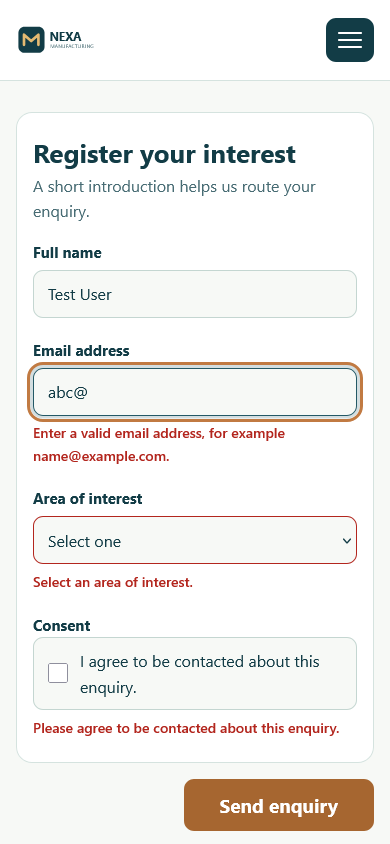 NEXA
MANUFACTURING
Register your interest
A short introduction helps us route your
enquiry.
Full name
Test User
Email address
abc@
Enter a valid email address, for example
name@example.com.
Area of interest
Select one
Select an area of interest.
Consent
I agree to be contacted about this
enquiry.
Please agree to be contacted about this enquiry.
Send enquiry